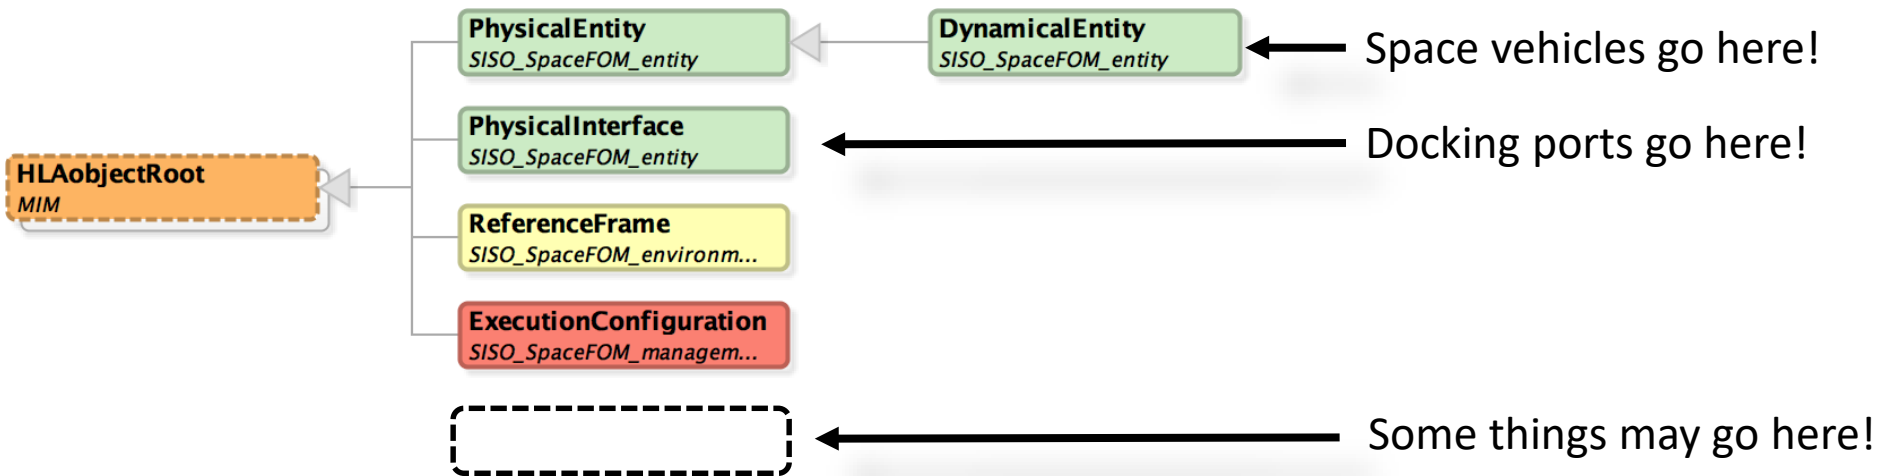 PhysicalEntity
SISO_SpaceFOM_entity
DynamicalEntity
SISO_SpaceFOM_entity
Space vehicles go here!
PhysicalInterface
SISO_SpaceFOM_entity
Docking ports go here!
HLAobjectRoot
MIM
ReferenceFrame
SISO_SpaceFOM_environm...
ExecutionConfiguration
SISO_SpaceFOM_managem...
Some things may go here!